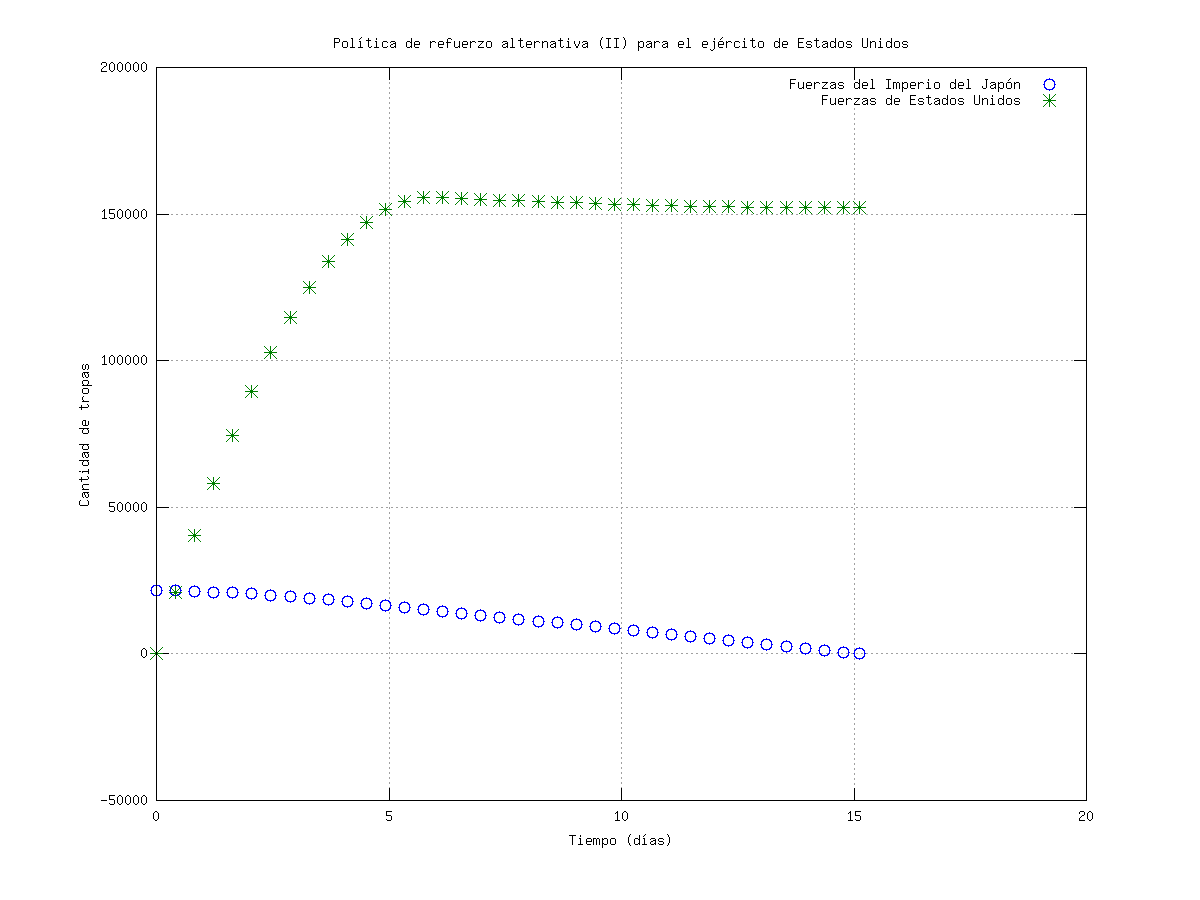 Política de refuerzo alternativa (II) para el ejército de Estados Unidos
200000
Fuerzas del Imperio del Japón
Fuerzas de Estados Unidos
150000
100000
Cantidad de tropas
50000
0
-50000
0 5 10 15 20
Tiempo (días)